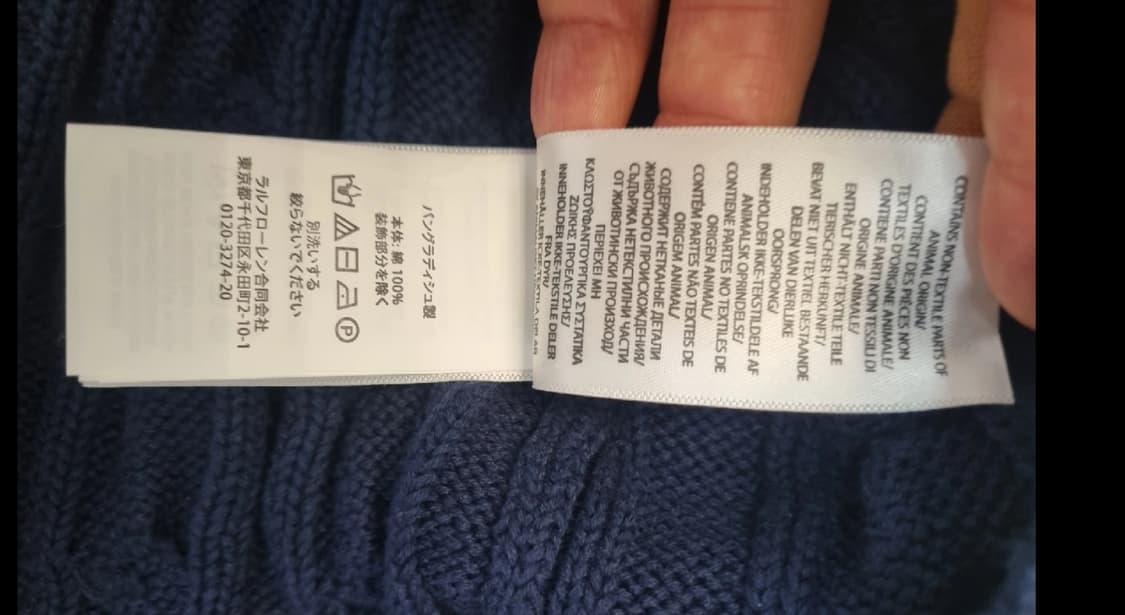 CONTAINS NON-TEXTILE PARTS OF
ANIMAL ORIGIN/
CONTIENT DES PIÈCES NON
TEXTILES D'ORIGINE ANIMALE/
CONTIENE PARTI NON TESSILI DI
ORIGINE ANIMALE/
ENTHÄLT NICHT-TEXTILE TEILE
TIERISCHER HERKUNFT/
BEVAT NIET UIT TEXTIEL BESTAANDE
DELEN VAN DIERLIJKE
OORSPRONG/
INDEHOLDER IKKE-TEKSTILDELE AF
ANIMALSK OPRINDELSE/
CONTIENE PARTES NO TEXTILES DE
ORIGEN ANIMAL/
CONTÉM PARTES NÃO TEXTEIS DE
ORIGEM ANIMAL/
СОДЕРЖИТ НЕТКАНЫЕ ДЕТАЛИ
ЖИВОТНОГО ПРОИСХОЖДЕНИЯ/
СЪДЪРЖА НЕТЕКСТИЛНИ ЧАСТИ
ОТ ЖИВОТИНСКИ ПРОИЗХОД/
ΠΕΡΙΕΧΕΙ ΜΗ
ΚΛΩΣΤΟΫΦΑΝΤΟΥΡΓΙΚΑ ΣΥΣΤΑΤΙΚΑ
ΖΩΙΚΗΣ ΠΡΟΕΛΕΥΣΗΣ/
INNEHOLDER IKKE-TEKSTILE DELER
FRA DYR/
バングラディシュ製
本体: 綿 100%
装飾部分を除く
P
別洗いする
絞らないでください
ラルフローレン合同会社
東京都千代田区永田町2-10-1
0120-3274-20